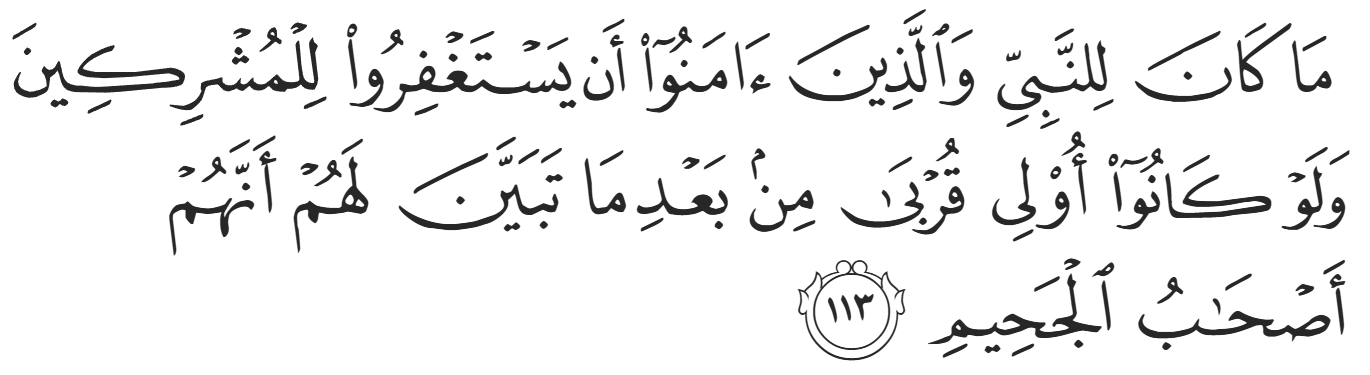 مَا كَانَ لِلنَّبِيِّ وَٱلَّذِينَ ءَامَنُوٓا۟ أَن يَسْتَغْفِرُوا۟ لِلْمُشْرِكِينَ
وَلَوْ كَانُوٓا۟ أُو۟لِى قُرْبَىٰ مِنۢ بَعْدِ مَا تَبَيَّنَ لَهُمْ أَنَّهُمْ
أَصْحَـٰبُ ٱلْجَحِيمِ ١١٣